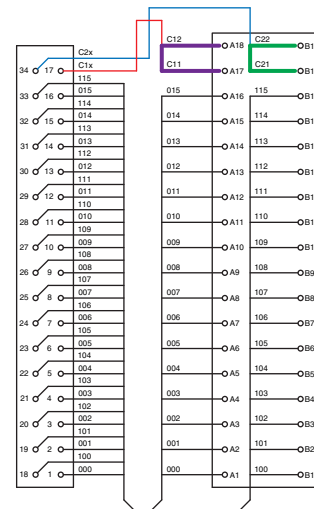 C12 C22
C2x A18 B1
C1x C11 C21
34 17 A17 B1
115
33 16 015 015 A16 115 B1
114
32 15 014 014 A15 114 B1
113
31 14 013 013 A14 113 B1
112
30 13 012 012 A13 112 B1
111
29 12 011 011 A12 111 B1
110
28 11 010 010 A11 110 B1
109
27 10 009 009 A10 109 B1
108
26 9 008 008 A9 108 B9
107
25 8 007 007 A8 107 B8
106
24 7 006 006 A7 106 B7
105
23 6 005 005 A6 105 B6
104
22 5 004 004 A5 104 B5
103
21 4 003 003 A4 103 B4
102
20 3 002 002 A3 102 B3
101
19 2 001 001 A2 101 B2
100
18 1 000 000 A1 100 B1